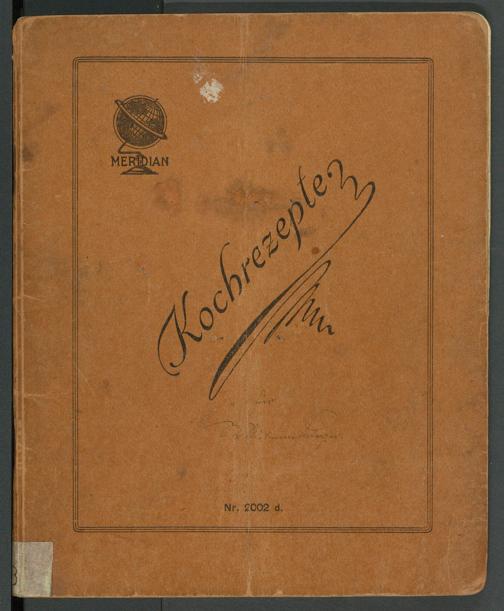 MERIDIAN
Kochrezepte
Nr. 2002 d.